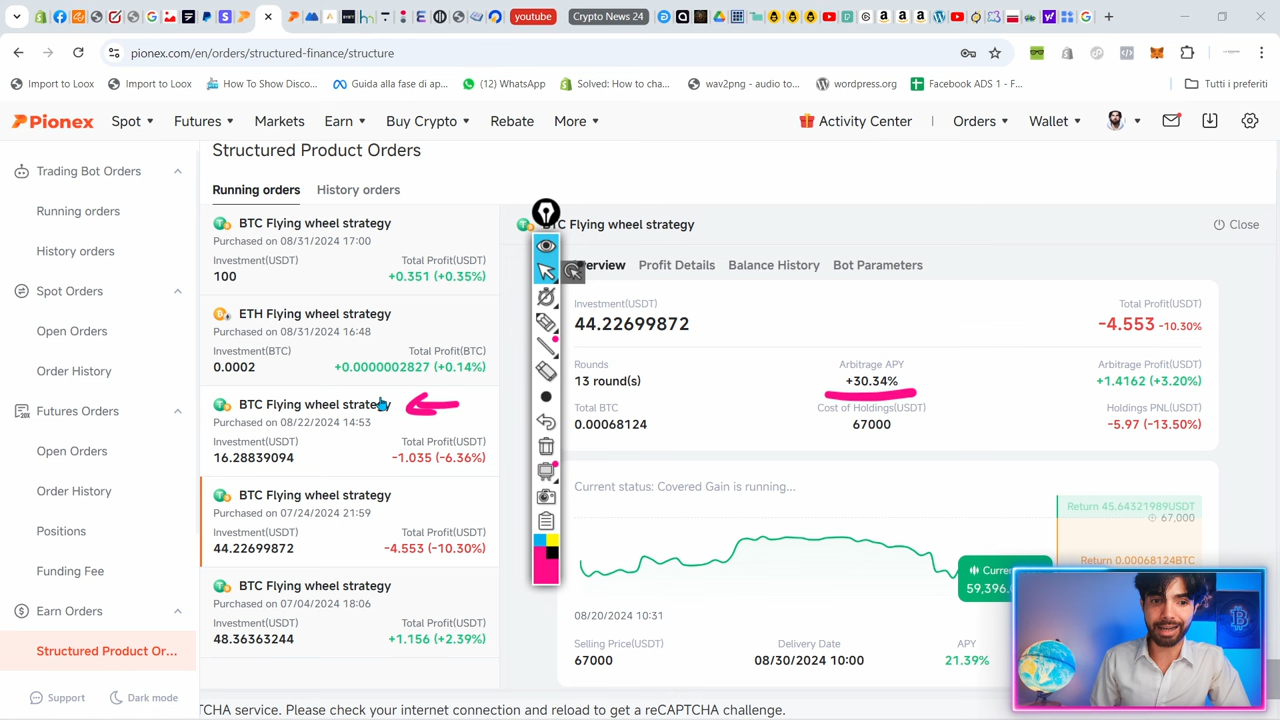 youtube
Crypto News 24
pionex.com/en/orders/structured-finance/structure
Import to Loox
Import to Loox
How To Show Disco...
Guida alla fase di ap...
(12) WhatsApp
Solved: How to cha...
wav2png - audio to...
wordpress.org
Facebook ADS 1 - F...
Tutti i preferiti
Pionex
Spot
Futures
Markets
Earn
Buy Crypto
Rebate
More
Activity Center
Orders
Wallet
Trading Bot Orders
Running orders
History orders
Spot Orders
Open Orders
Order History
Futures Orders
Open Orders
Order History
Positions
Funding Fee
Earn Orders
Structured Product Or...
Support
Dark mode
Structured Product Orders
Running orders
History orders
BTC Flying wheel strategy
Purchased on 08/31/2024 17:00
Investment(USDT)
Total Profit(USDT)
100
+0.351 (+0.35%)
ETH Flying wheel strategy
Purchased on 08/31/2024 16:48
Investment(BTC)
Total Profit(BTC)
0.0002
+0.0000002827 (+0.14%)
BTC Flying wheel strategy
Purchased on 08/22/2024 14:53
Investment(USDT)
Total Profit(USDT)
16.28839094
-1.035 (-6.36%)
BTC Flying wheel strategy
Purchased on 07/24/2024 21:59
Investment(USDT)
Total Profit(USDT)
44.22699872
-4.553 (-10.30%)
BTC Flying wheel strategy
Purchased on 07/04/2024 18:06
Investment(USDT)
Total Profit(USDT)
48.36363244
+1.156 (+2.39%)
BTC Flying wheel strategy
Close
erview
Profit Details
Balance History
Bot Parameters
Investment(USDT)
Total Profit(USDT)
44.22699872
-4.553 -10.30%
Rounds
Arbitrage APY
Arbitrage Profit(USDT)
13 round(s)
+30.34%
+1.4162 (+3.20%)
Total BTC
Cost of Holdings(USDT)
Holdings PNL(USDT)
0.00068124
67000
-5.97 (-13.50%)
Current status: Covered Gain is running...
Return 45.64321989USDT
67,000
Return 0.00068124BTC
Curre
59,396.
08/20/2024 10:31
Selling Price(USDT)
Delivery Date
APY
67000
08/30/2024 10:00
21.39%
TCHA service. Please check your internet connection and reload to get a reCAPTCHA challenge.